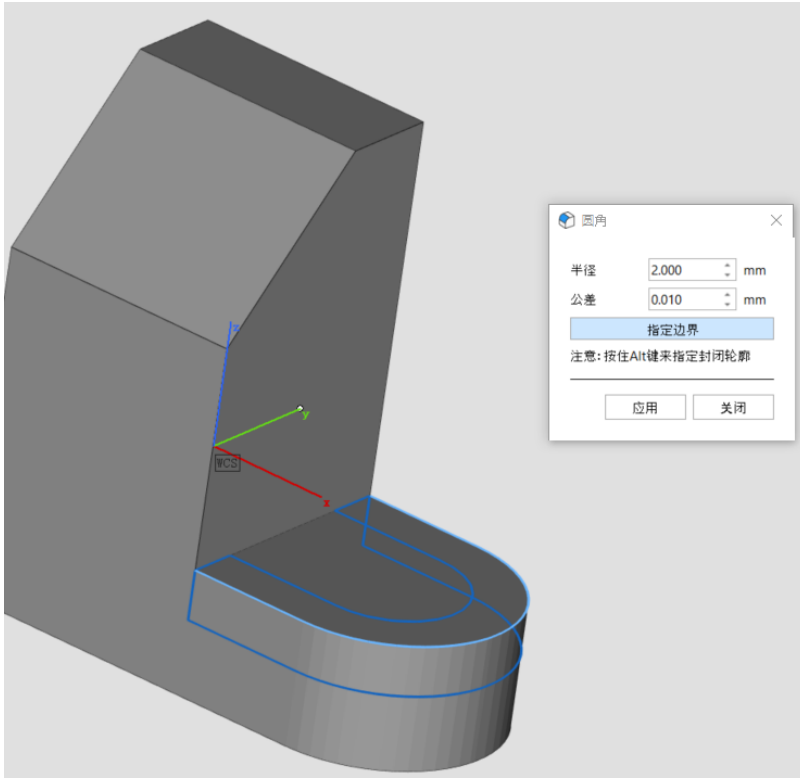 圆角
半径 2.000 mm
公差 0.010 mm
指定边界
注意:按住Alt键来指定封闭轮廓
应用 关闭
z
y
WCS
x